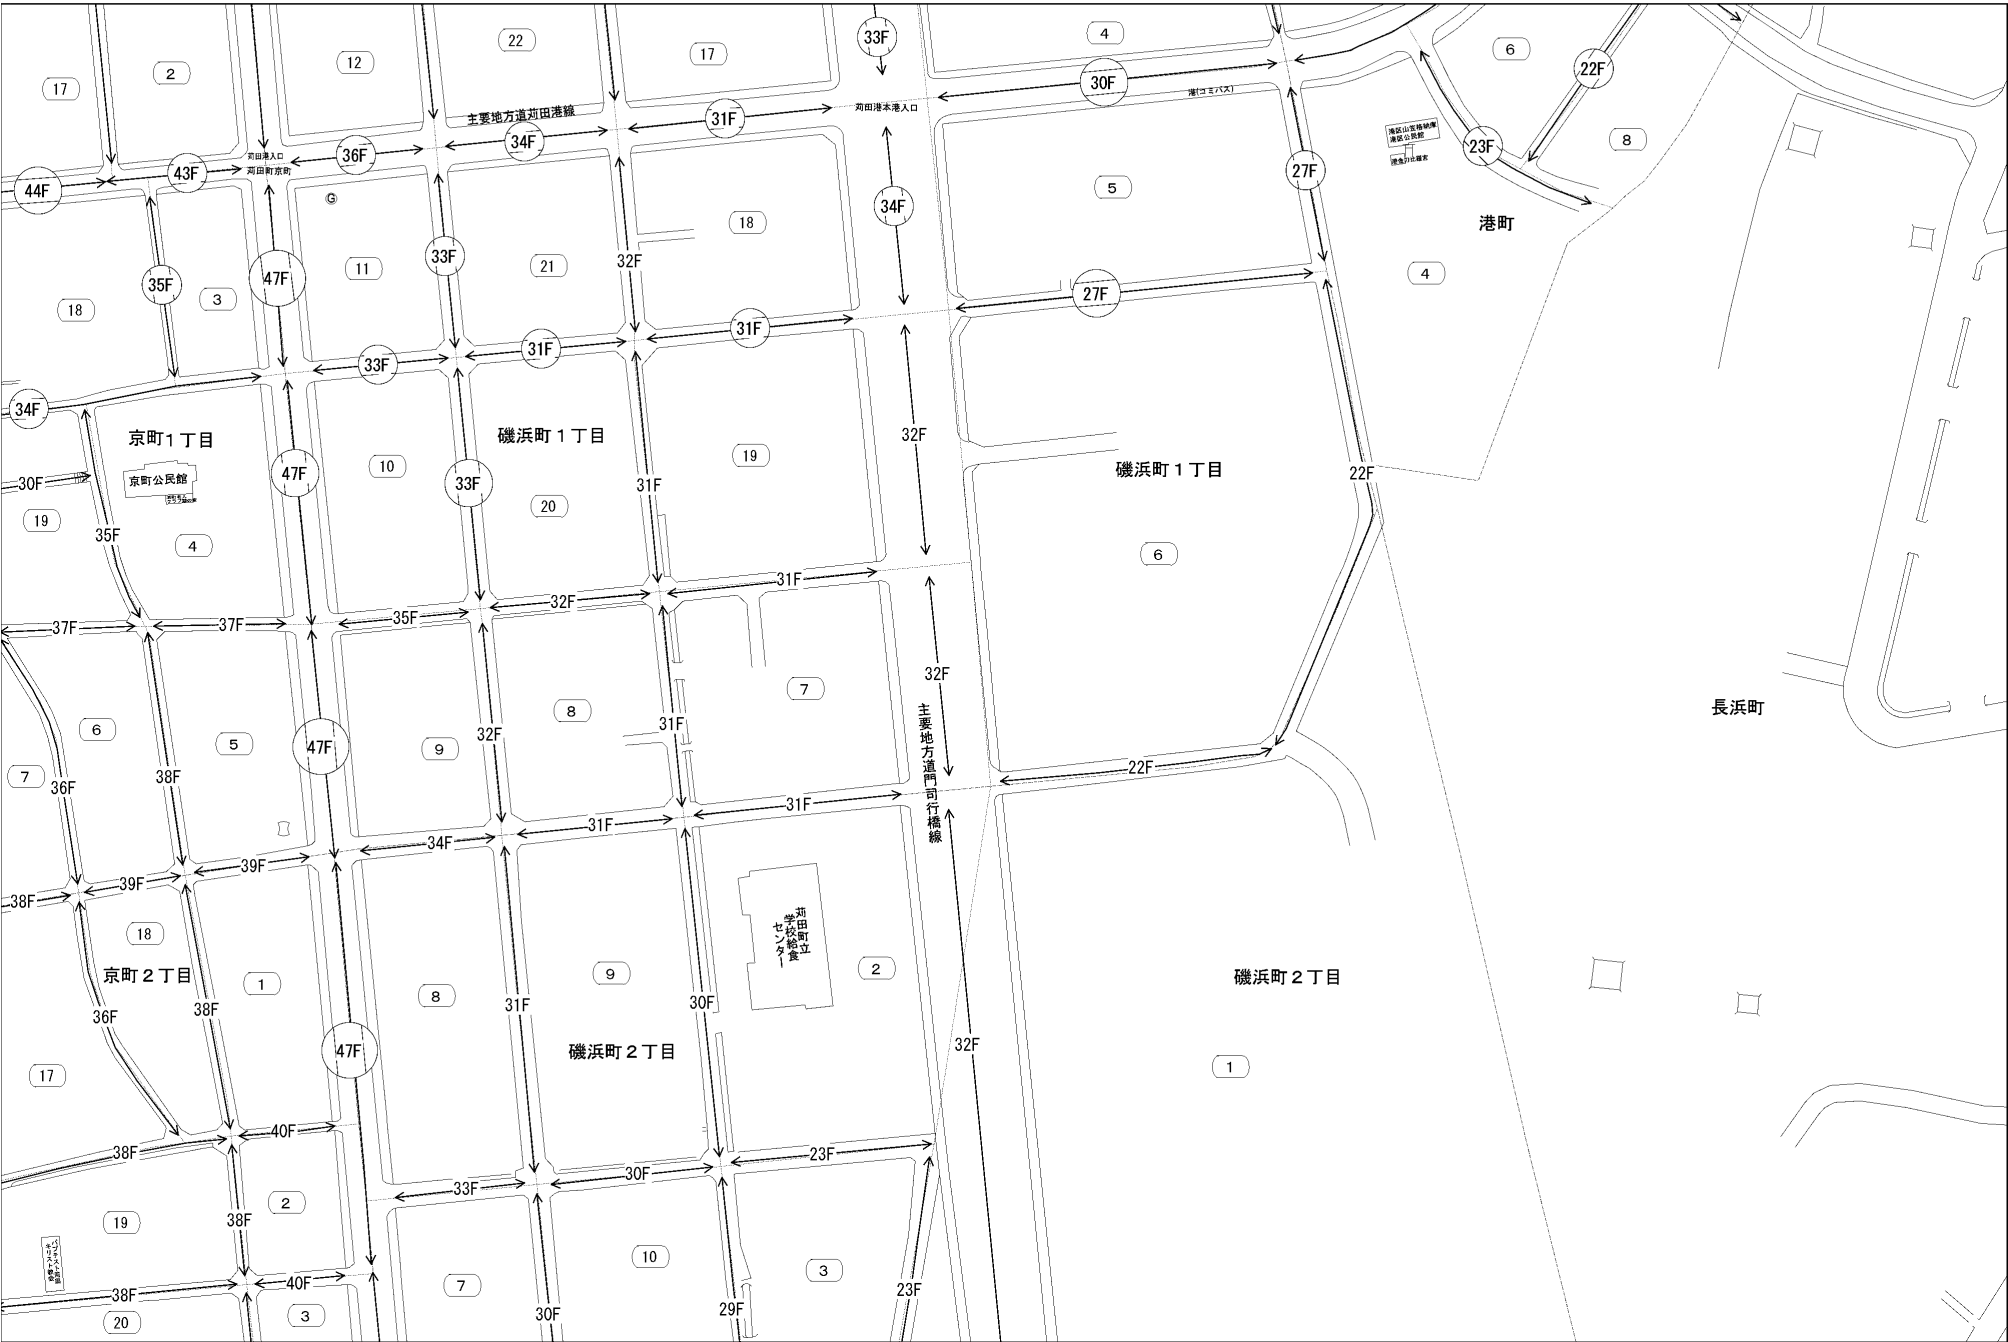 22
17
33F
4
6
2
12
17
22F
30F
港(コミバス)
主要地方道苅田港線
31F
苅田港本港入口
34F
36F
苅田港入口
苅田町京町
43F
44F
23F
8
港区公民館
27F
5
G
34F
18
港町
11
21
32F
33F
47F
35F
3
18
4
27F
31F
31F
33F
34F
32F
京町1丁目
磯浜町1丁目
10
19
磯浜町1丁目
22F
京町公民館
47F
33F
31F
30F
19
20
35F
4
6
31F
32F
35F
37F
37F
32F
7
長浜町
8
31F
32F
6
5
9
47F
主要地方道門司行橋線
7
38F
36F
22F
31F
31F
34F
39F
39F
38F
苅田町立
学校給食
センター
18
9
2
京町2丁目
1
8
磯浜町2丁目
38F
36F
31F
30F
磯浜町2丁目
47F
32F
1
17
40F
38F
23F
30F
33F
2
19
38F
10
3
40F
7
38F
23F
29F
30F
3
20